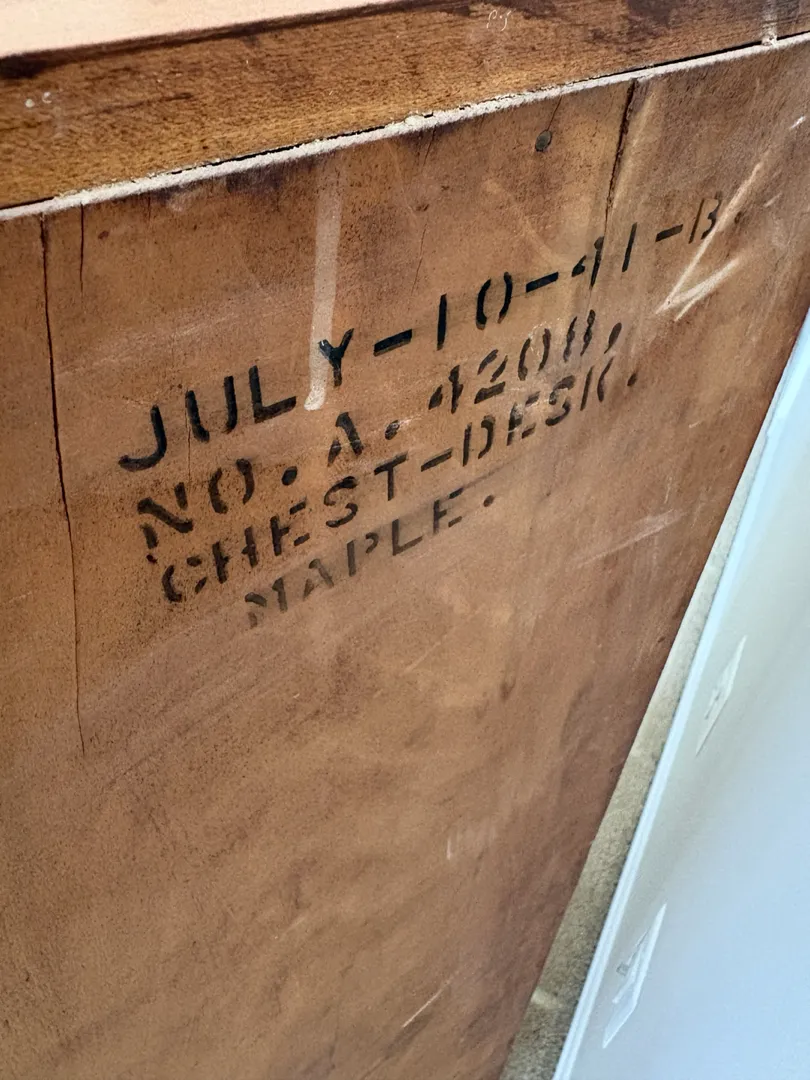 JULY-10-41-B.
NO. A. 4208,
CHEST-DESK.
MAPLE.